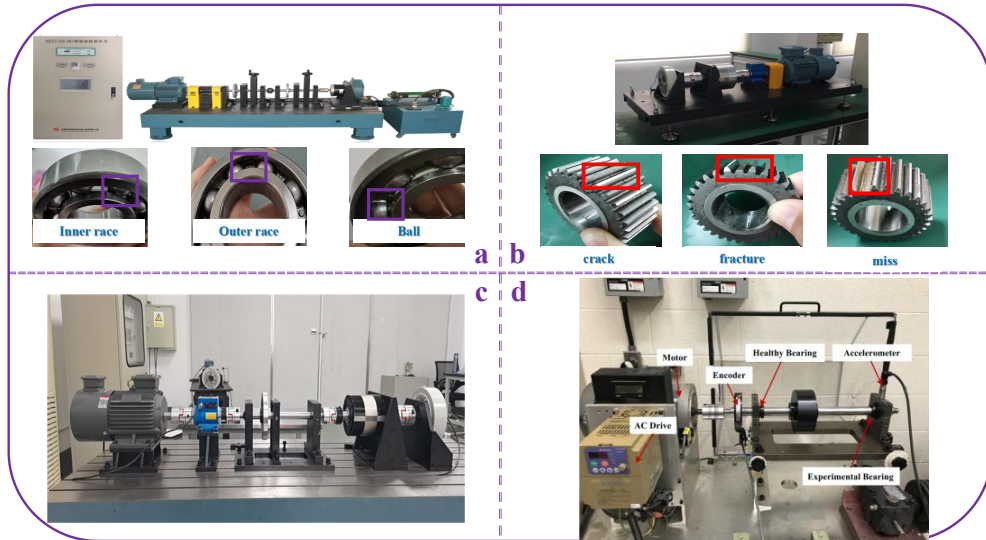 Inner race
Outer race
Ball
a
b
crack
fracture
miss
c
d
Motor
Healthy Bearing
Accelerometer
Encoder
AC Drive
Experimental Bearing